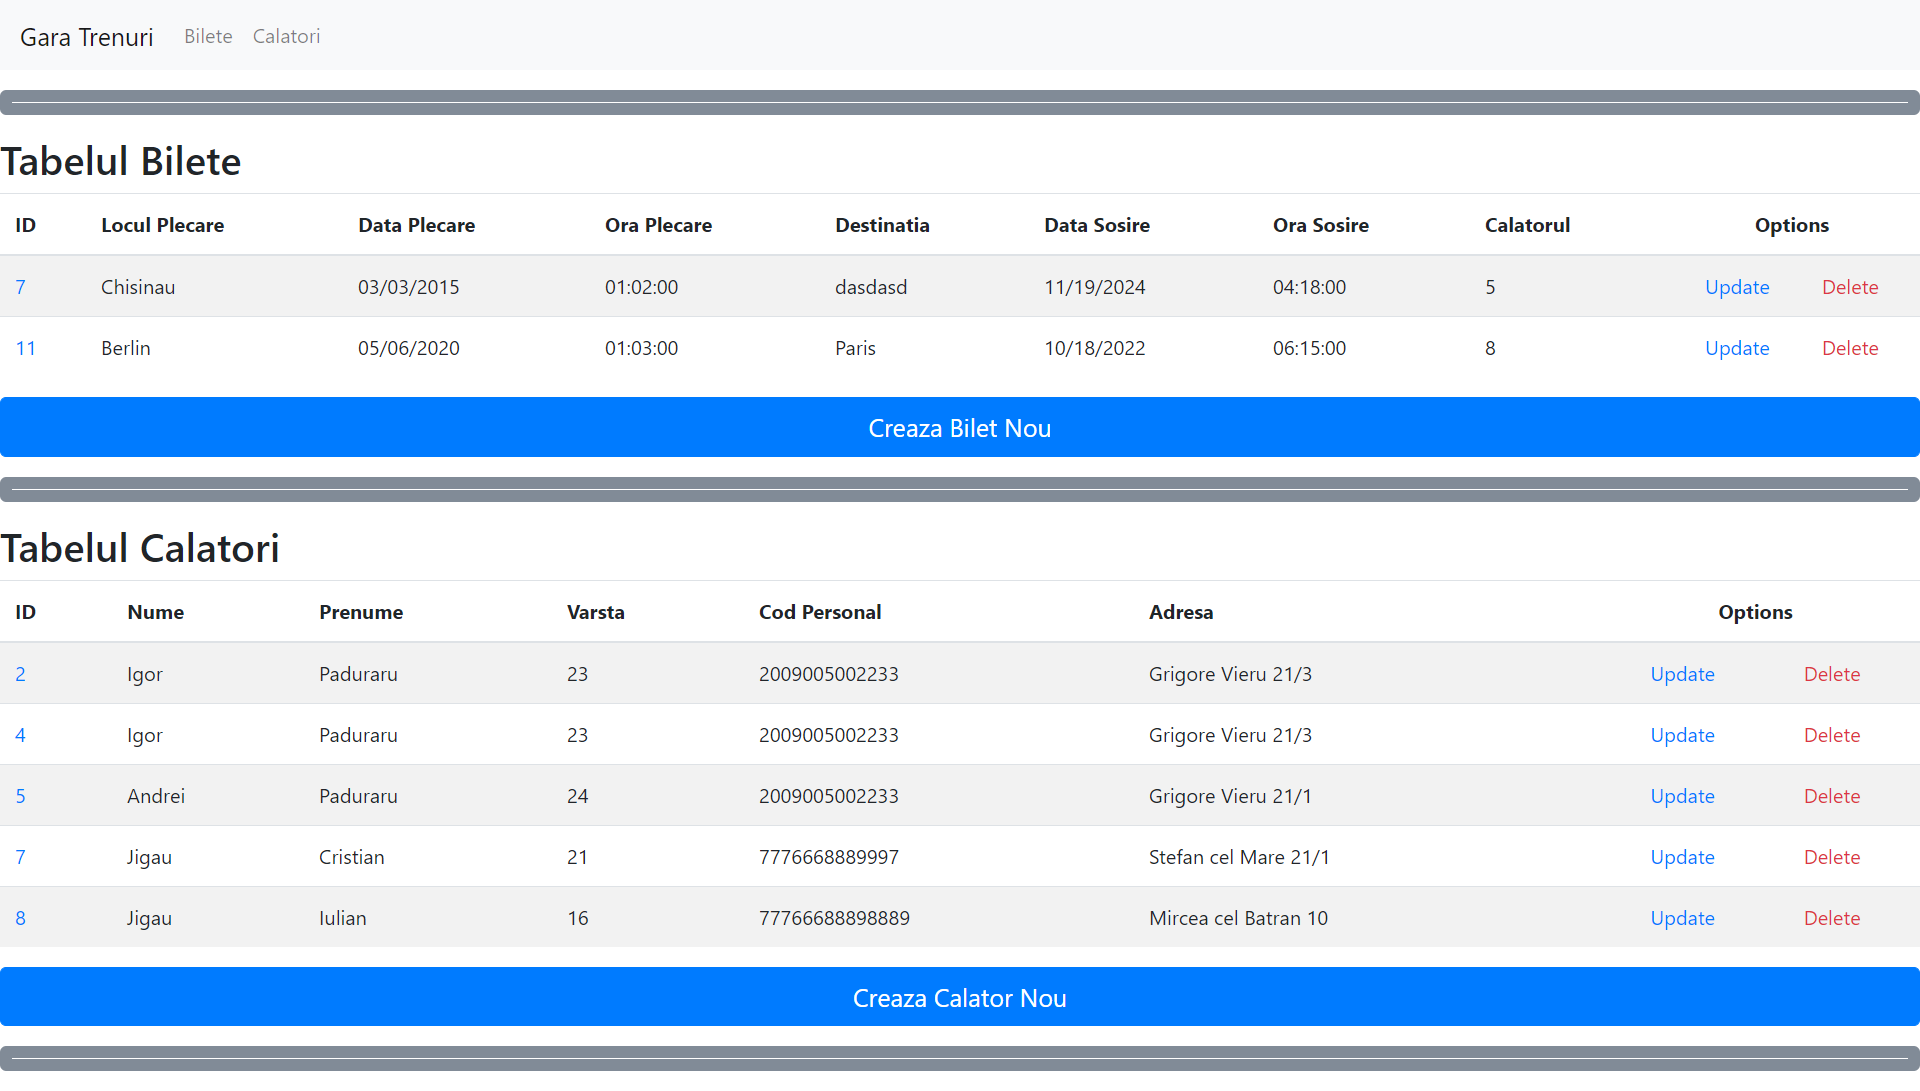 Gara Trenuri Bilete Calatori
Tabelul Bilete
ID Locul Plecare Data Plecare Ora Plecare Destinatia Data Sosire Ora Sosire Calatorul Options
7 Chisinau 03/03/2015 01:02:00 dasdasd 11/19/2024 04:18:00 5 Update Delete
11 Berlin 05/06/2020 01:03:00 Paris 10/18/2022 06:15:00 8 Update Delete
Creaza Bilet Nou
Tabelul Calatori
ID Nume Prenume Varsta Cod Personal Adresa Options
2 Igor Paduraru 23 2009005002233 Grigore Vieru 21/3 Update Delete
4 Igor Paduraru 23 2009005002233 Grigore Vieru 21/3 Update Delete
5 Andrei Paduraru 24 2009005002233 Grigore Vieru 21/1 Update Delete
7 Jigau Cristian 21 7776668889997 Stefan cel Mare 21/1 Update Delete
8 Jigau Iulian 16 77766688898889 Mircea cel Batran 10 Update Delete
Creaza Calator Nou